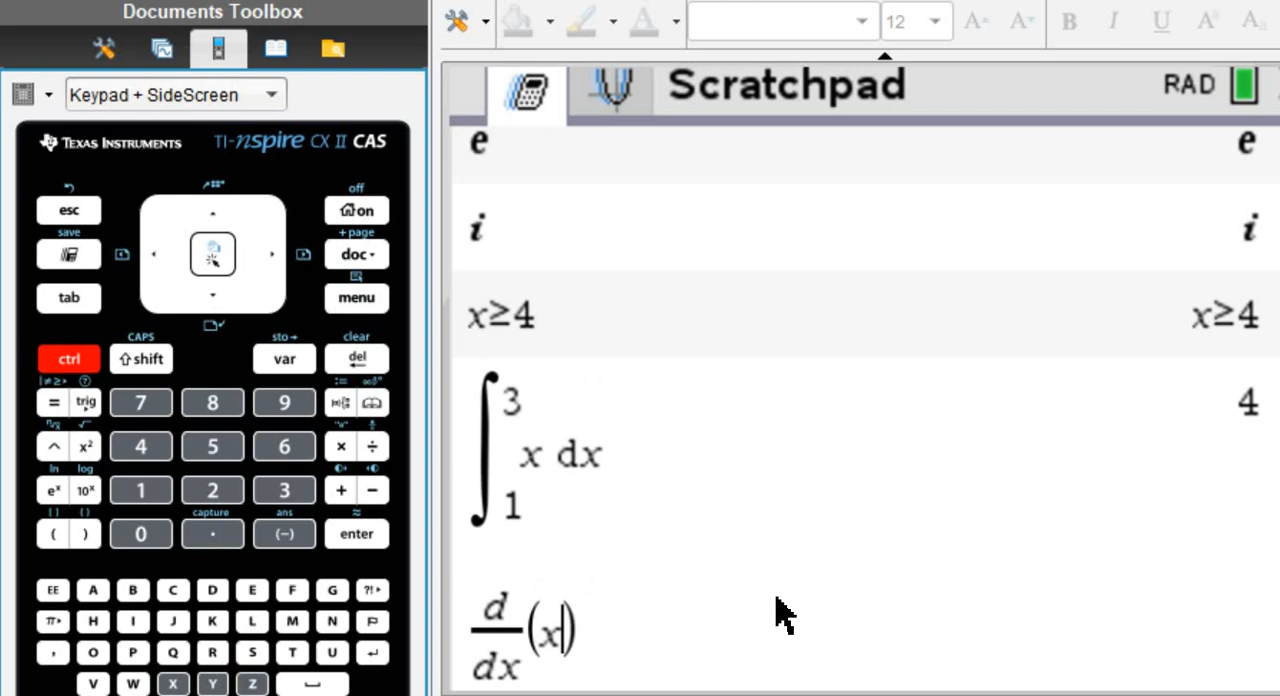 Documents Toolbox
12
A A B I U A A
Keypad + SideScreen
Scratchpad
RAD
TEXAS INSTRUMENTS TI-nspire CX II CAS
off
esc on
save + page
doc
tab menu
CAPS sto→ clear
ctrl shift var del
|≠≥▸ ? := ∞β°
= trig 7 8 9
ⁿ√x √
^ x² 4 5 6 × ÷
ln log
eˣ 10ˣ 1 2 3 + −
[ ] { } capture ans ≈
( ) 0 . (−) enter
EE A B C D E F G ?!▸
π▸ H I J K L M N
, O P Q R S T U ↵
V W X Y Z
e e
i i
x≥4 x≥4
3 4
∫ x dx
1
d
— (x)
dx